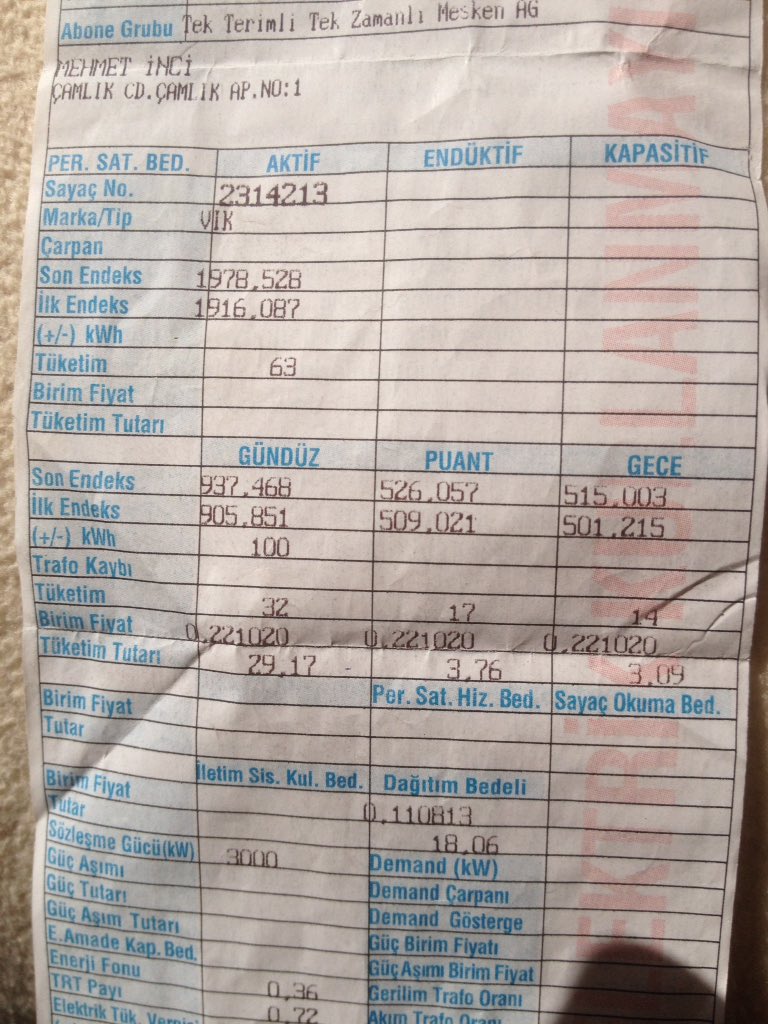 Abone Grubu Tek Terimli Tek Zamanlı Mesken AG
MEHMET İNCİ
ÇAMLIK CD.ÇAMLIK AP.NO:1
PER. SAT. BED. AKTİF ENDÜKTİF KAPASİTİF
Sayaç No. 2314213
Marka/Tip VIK
Çarpan
Son Endeks 1978,528
İlk Endeks 1916,087
(+/-) kWh
Tüketim 63
Birim Fiyat
Tüketim Tutarı
GÜNDÜZ PUANT GECE
Son Endeks 937,468 526,057 515,003
İlk Endeks 905,851 509,021 501,215
(+/-) kWh 100
Trafo Kaybı
Tüketim 32 17 14
Birim Fiyat 0,221020 0,221020 0,221020
Tüketim Tutarı 29,17 3,76 3,09
Per. Sat. Hiz. Bed. Sayaç Okuma Bed.
Birim Fiyat
Tutar
İletim Sis. Kul. Bed. Dağıtım Bedeli
Birim Fiyat 0,110813
Tutar 18,06
Sözleşme Gücü(kW) 3000 Demand (kW)
Güç Aşımı Demand Çarpanı
Güç Tutarı Demand Gösterge
Güç Aşım Tutarı Güç Birim Fiyatı
E.Amade Kap. Bed. Güç Aşımı Birim Fiyat
Enerji Fonu Gerilim Trafo Oranı
TRT Payı 0,36 Akım Trafo Oranı
Elektrik Tük. Vergisi 0,72